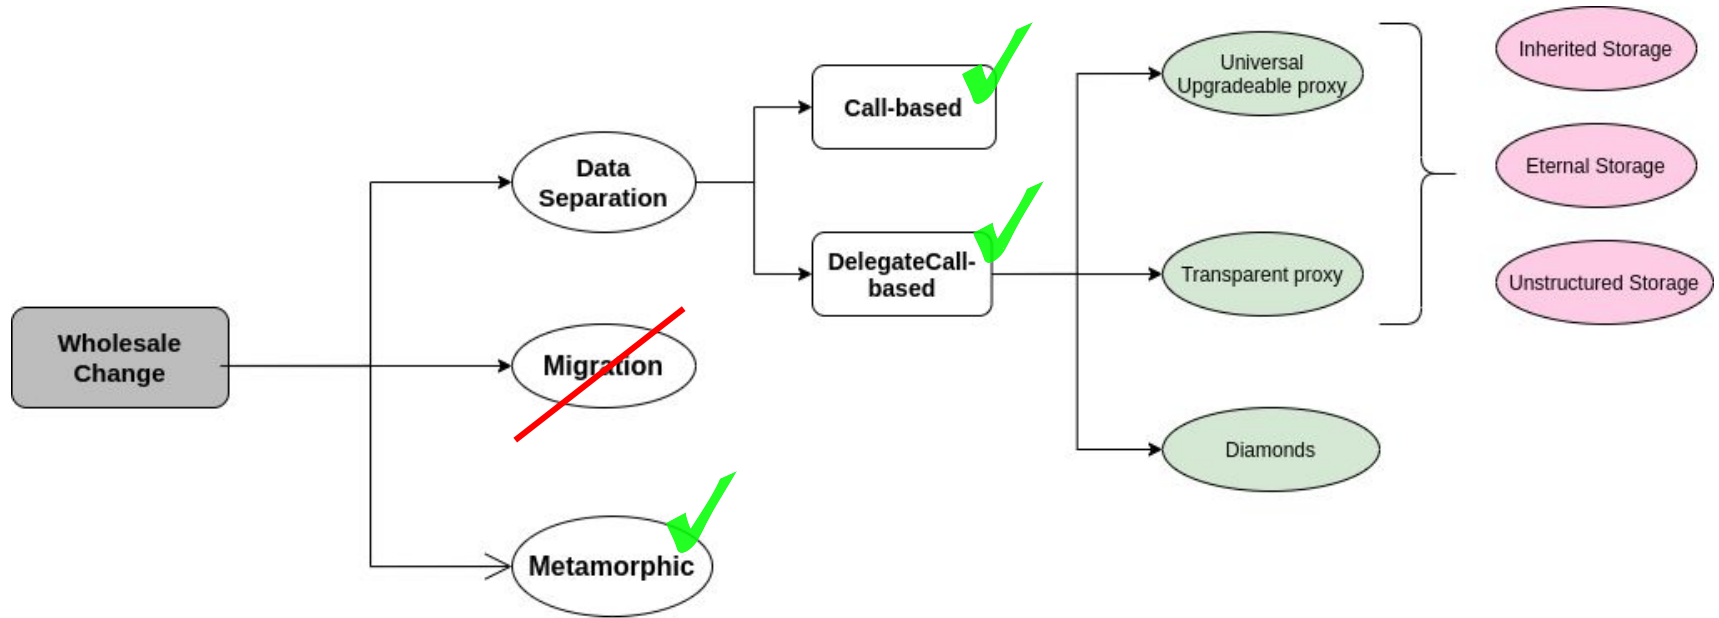 Wholesale
Change
Data
Separation
Migration
Metamorphic
Call-based
DelegateCall-
based
Universal
Upgradeable proxy
Transparent proxy
Diamonds
Inherited Storage
Eternal Storage
Unstructured Storage